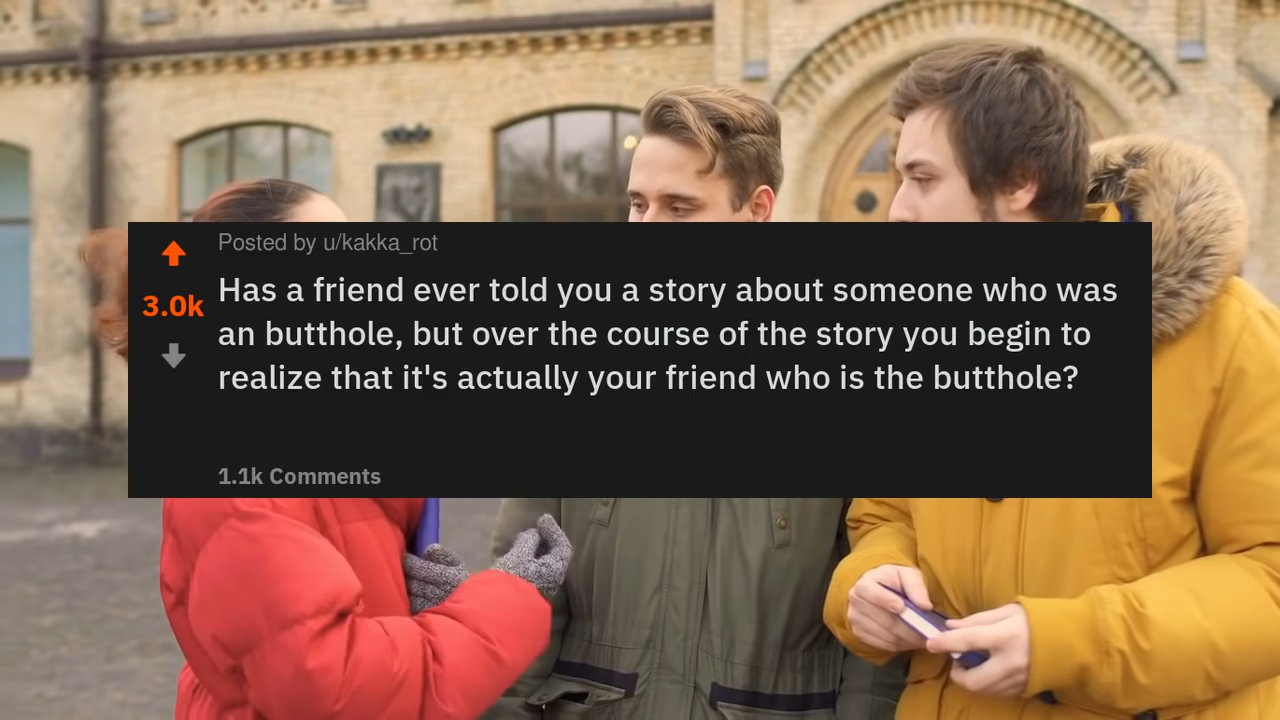 Posted by u/kakka_rot
3.0k
Has a friend ever told you a story about someone who was
an butthole, but over the course of the story you begin to
realize that it's actually your friend who is the butthole?
1.1k Comments